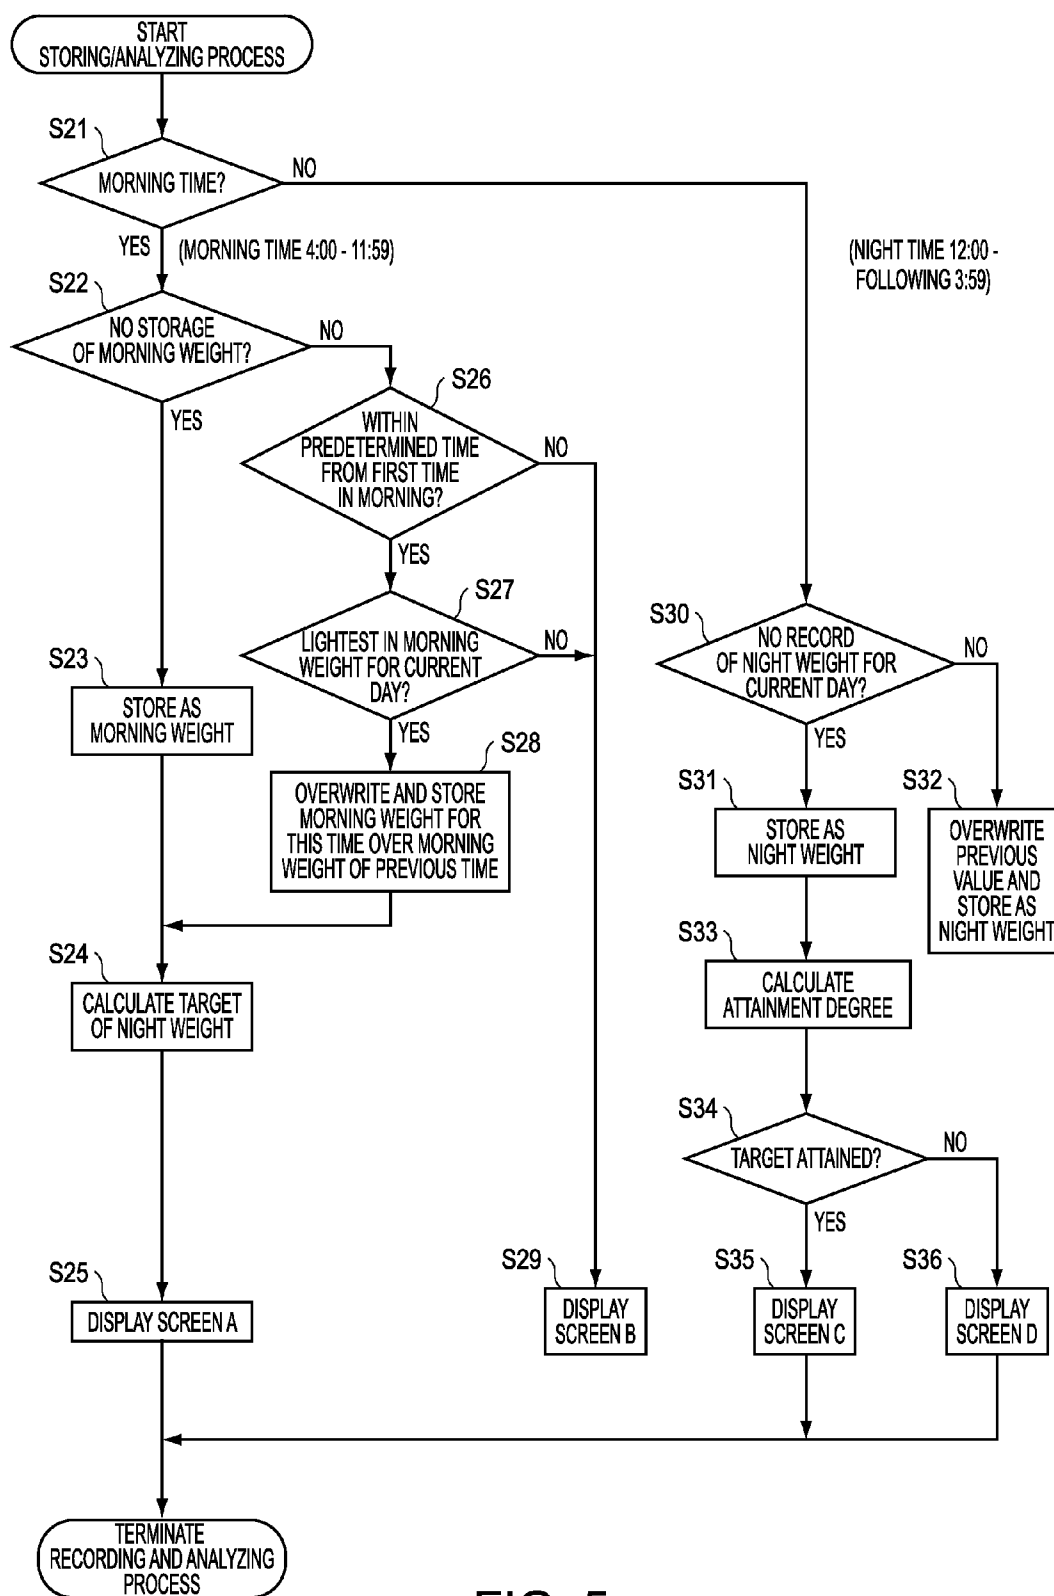 START
STORING/ANALYZING PROCESS
S21
MORNING TIME?
NO
YES
(MORNING TIME 4:00 - 11:59)
(NIGHT TIME 12:00 -
FOLLOWING 3:59)
S22
NO STORAGE
OF MORNING WEIGHT?
NO
YES
S26
WITHIN
PREDETERMINED TIME
FROM FIRST TIME
IN MORNING?
NO
YES
S27
LIGHTEST IN MORNING
WEIGHT FOR CURRENT
DAY?
NO
YES
S23
STORE AS
MORNING WEIGHT
S28
OVERWRITE AND STORE
MORNING WEIGHT FOR
THIS TIME OVER MORNING
WEIGHT OF PREVIOUS TIME
S24
CALCULATE TARGET
OF NIGHT WEIGHT
S25
DISPLAY SCREEN A
S29
DISPLAY
SCREEN B
S30
NO RECORD
OF NIGHT WEIGHT FOR
CURRENT DAY?
NO
YES
S31
STORE AS
NIGHT WEIGHT
S32
OVERWRITE
PREVIOUS
VALUE AND
STORE AS
NIGHT WEIGHT
S33
CALCULATE
ATTAINMENT DEGREE
S34
TARGET ATTAINED?
NO
YES
S35
DISPLAY
SCREEN C
S36
DISPLAY
SCREEN D
TERMINATE
RECORDING AND ANALYZING
PROCESS
FIG. 5